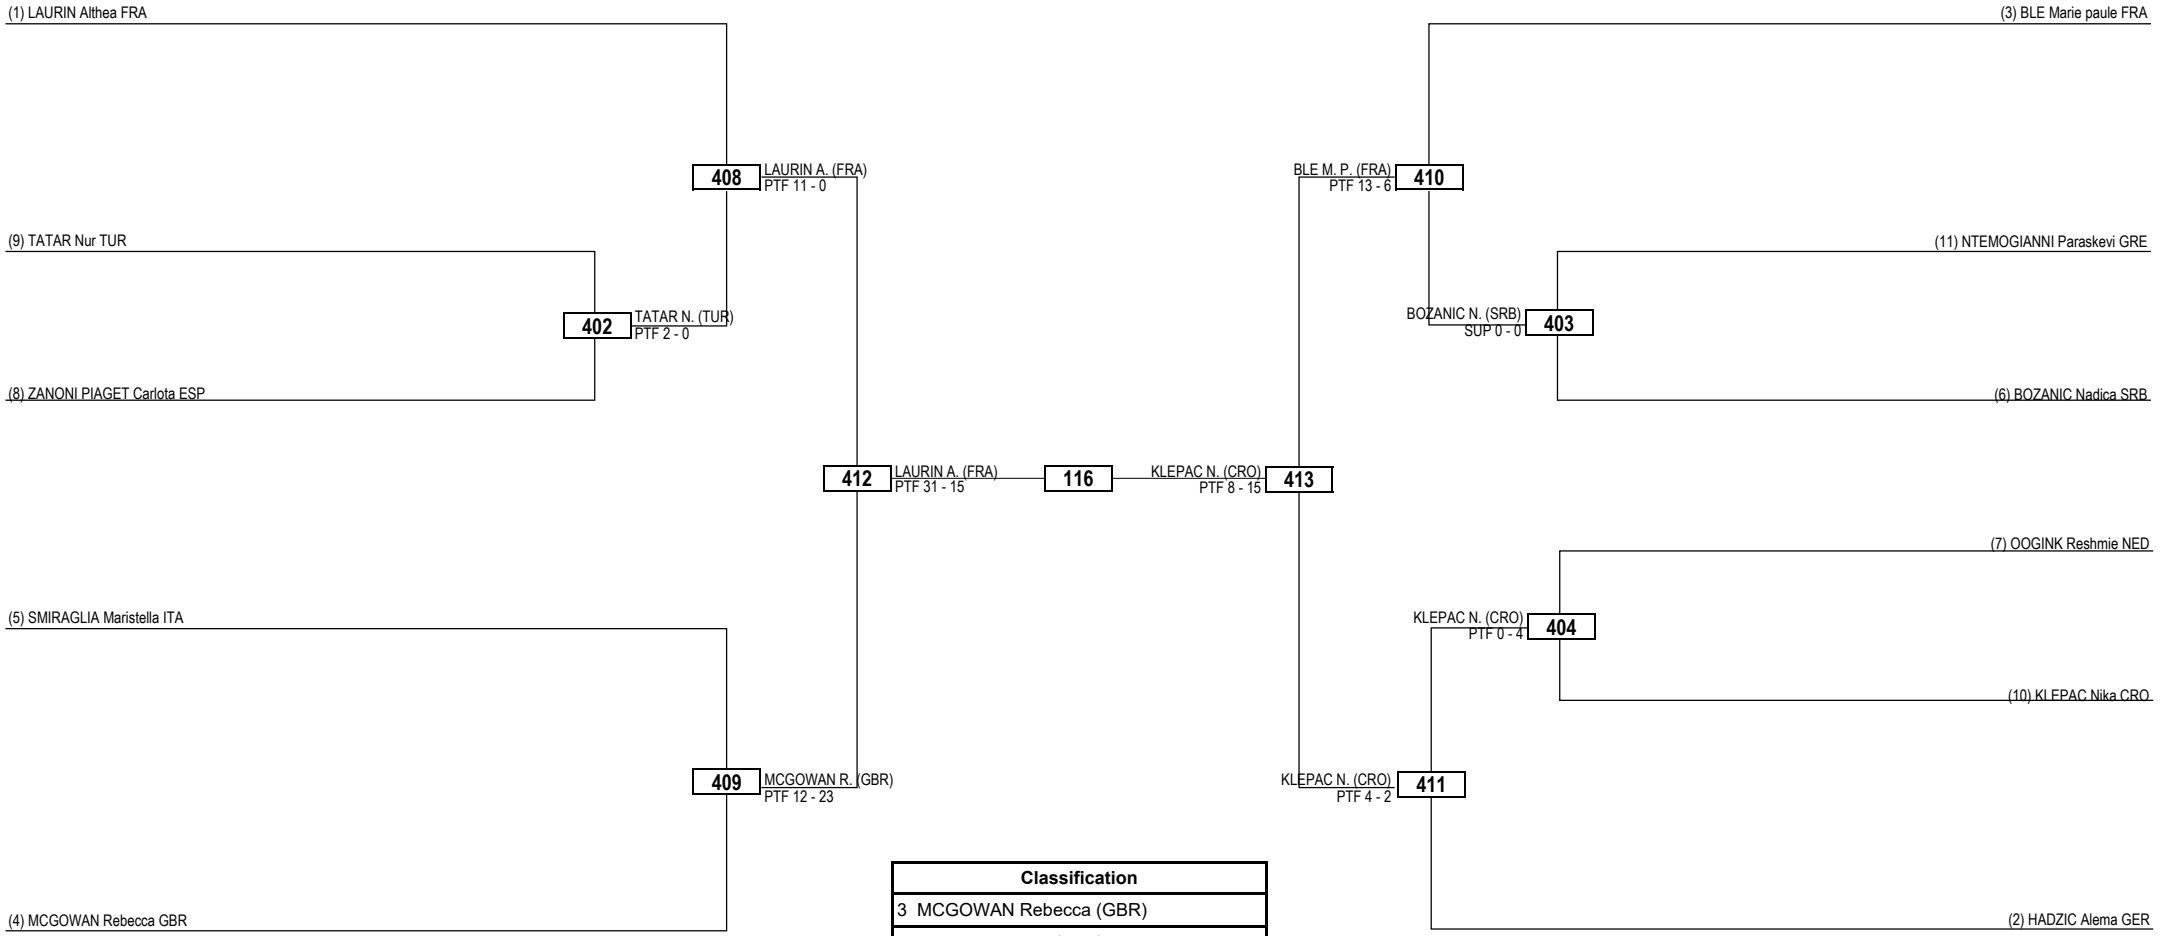 (1) LAURIN Althea FRA
(3) BLE Marie paule FRA
408
LAURIN A. (FRA)
PTF 11 - 0
BLE M. P. (FRA)
PTF 13 - 6
410
(9) TATAR Nur TUR
(11) NTEMOGIANNI Paraskevi GRE
402
TATAR N. (TUR)
PTF 2 - 0
BOZANIC N. (SRB)
SUP 0 - 0
403
(8) ZANONI PIAGET Carlota ESP
(6) BOZANIC Nadica SRB
412
LAURIN A. (FRA)
PTF 31 - 15
116
KLEPAC N. (CRO)
PTF 8 - 15
413
(7) OOGINK Reshmie NED
(5) SMIRAGLIA Maristella ITA
KLEPAC N. (CRO)
PTF 0 - 4
404
(10) KLEPAC Nika CRO
409
MCGOWAN R. (GBR)
PTF 12 - 23
KLEPAC N. (CRO)
PTF 4 - 2
411
Classification
3 MCGOWAN Rebecca (GBR)
(4) MCGOWAN Rebecca GBR
(2) HADZIC Alema GER